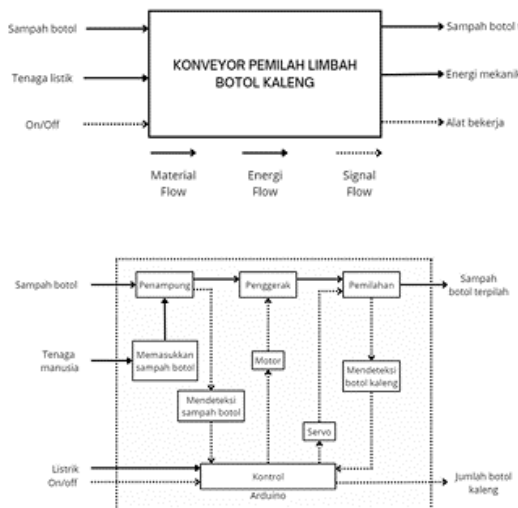 Sampah botol
Tenaga listik
On/Off
KONVEYOR PEMILAH LIMBAH
BOTOL KALENG
Sampah botol
Energi mekanik
Alat bekerja
Material
Flow
Energi
Flow
Signal
Flow
Sampah botol
Penampung
Penggerak
Pemilahan
Sampah
botol terpilah
Tenaga
manusia
Memasukkan
sampah botol
Motor
Mendeteksi
botol kaleng
Mendeteksi
sampah botol
Servo
Listrik
On/off
Kontrol
Arduino
Jumlah botol
kaleng